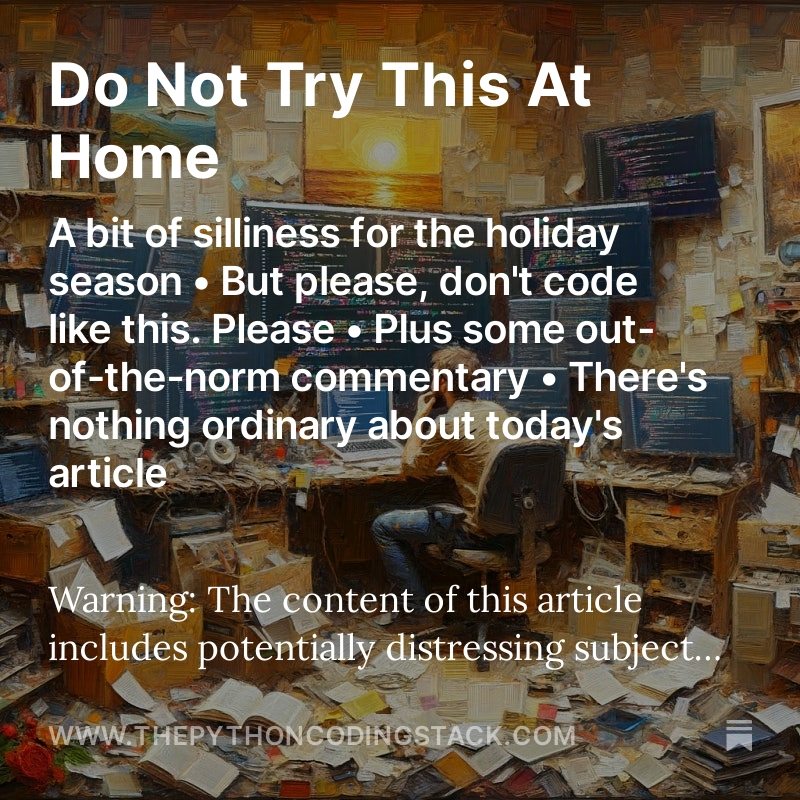 Do Not Try This At
Home
A bit of silliness for the holiday
season • But please, don't code
like this. Please • Plus some out-
of-the-norm commentary • There's
nothing ordinary about today's
article
Warning: The content of this article
includes potentially distressing subject...
WWW.THEPYTHONCODINGSTACK.COM